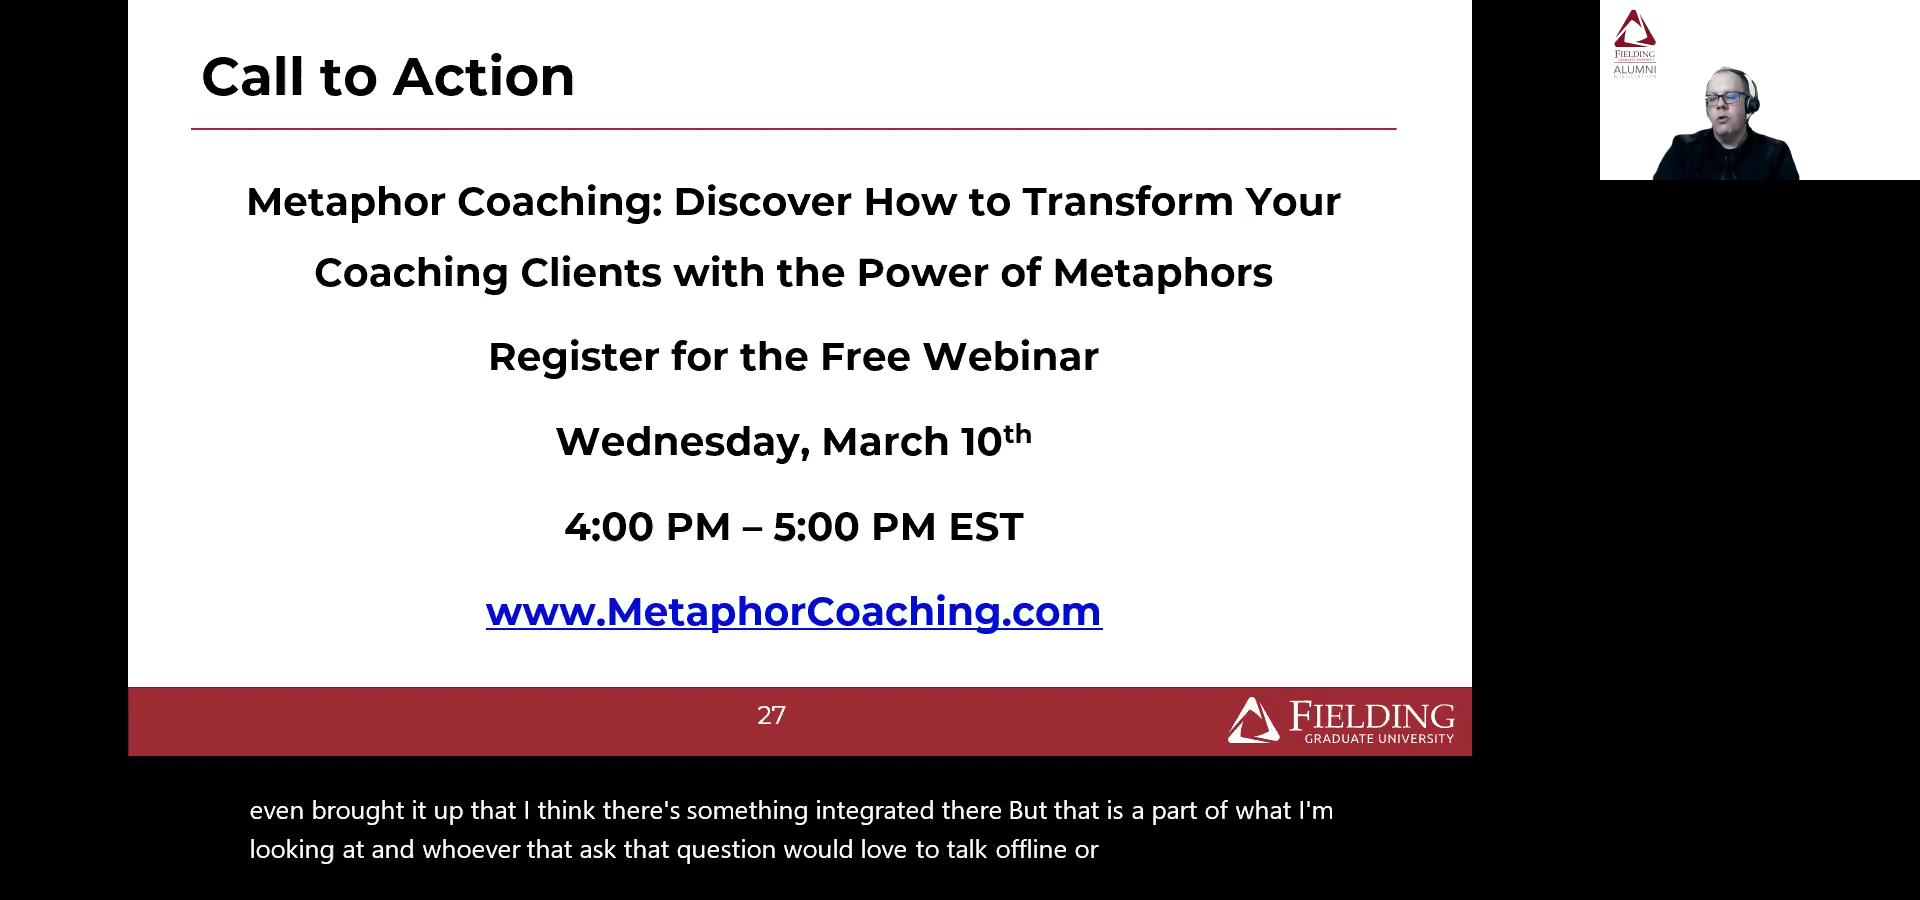 Call to Action
Metaphor Coaching: Discover How to Transform Your
Coaching Clients with the Power of Metaphors
Register for the Free Webinar
Wednesday, March 10th
4:00 PM – 5:00 PM EST
www.MetaphorCoaching.com
27
FIELDING
GRADUATE UNIVERSITY
FIELDING
GRADUATE UNIVERSITY
ALUMNI
ASSOCIATION
even brought it up that I think there's something integrated there But that is a part of what I'm
looking at and whoever that ask that question would love to talk offline or